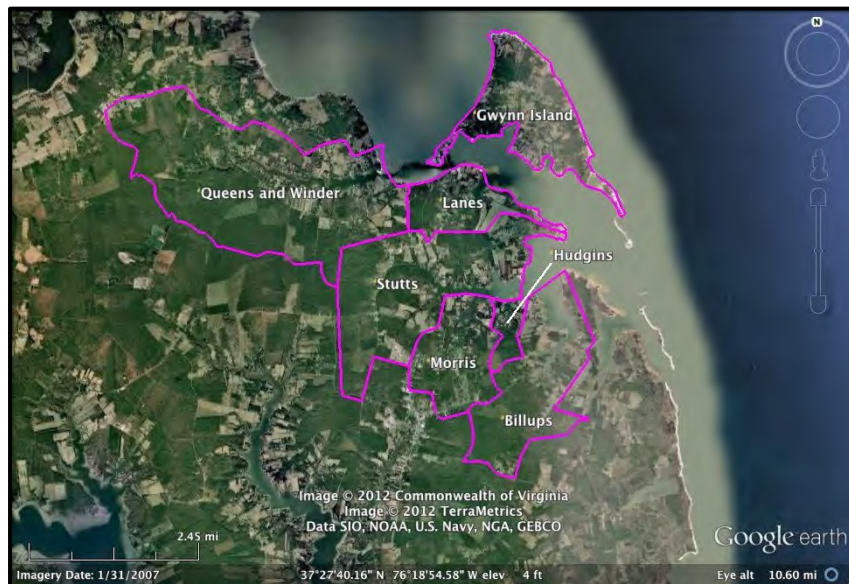 N
Gwynn Island
Queens and Winder
Lanes
Hudgins
Stutts
Morris
Billups
Image © 2012 Commonwealth of Virginia
Image © 2012 TerraMetrics
Data SIO, NOAA, U.S. Navy, NGA, GEBCO
2.45 mi
Google earth
Imagery Date: 1/31/2007 37°27'40.16" N 76°18'54.58" W elev 4 ft Eye alt 10.60 mi